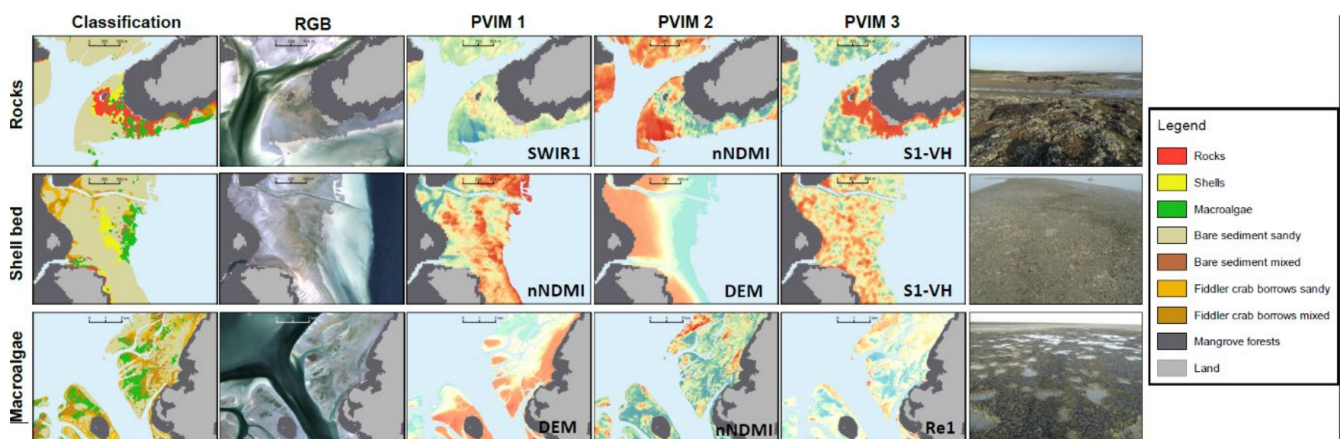 Classification RGB PVIM 1 PVIM 2 PVIM 3
Rocks
SWIR1 nNDMI S1-VH
Shell bed
nNDMI DEM S1-VH
Macroalgae
DEM nNDMI Re1
Legend
Rocks
Shells
Macroalgae
Bare sediment sandy
Bare sediment mixed
Fiddler crab borrows sandy
Fiddler crab borrows mixed
Mangrove forests
Land